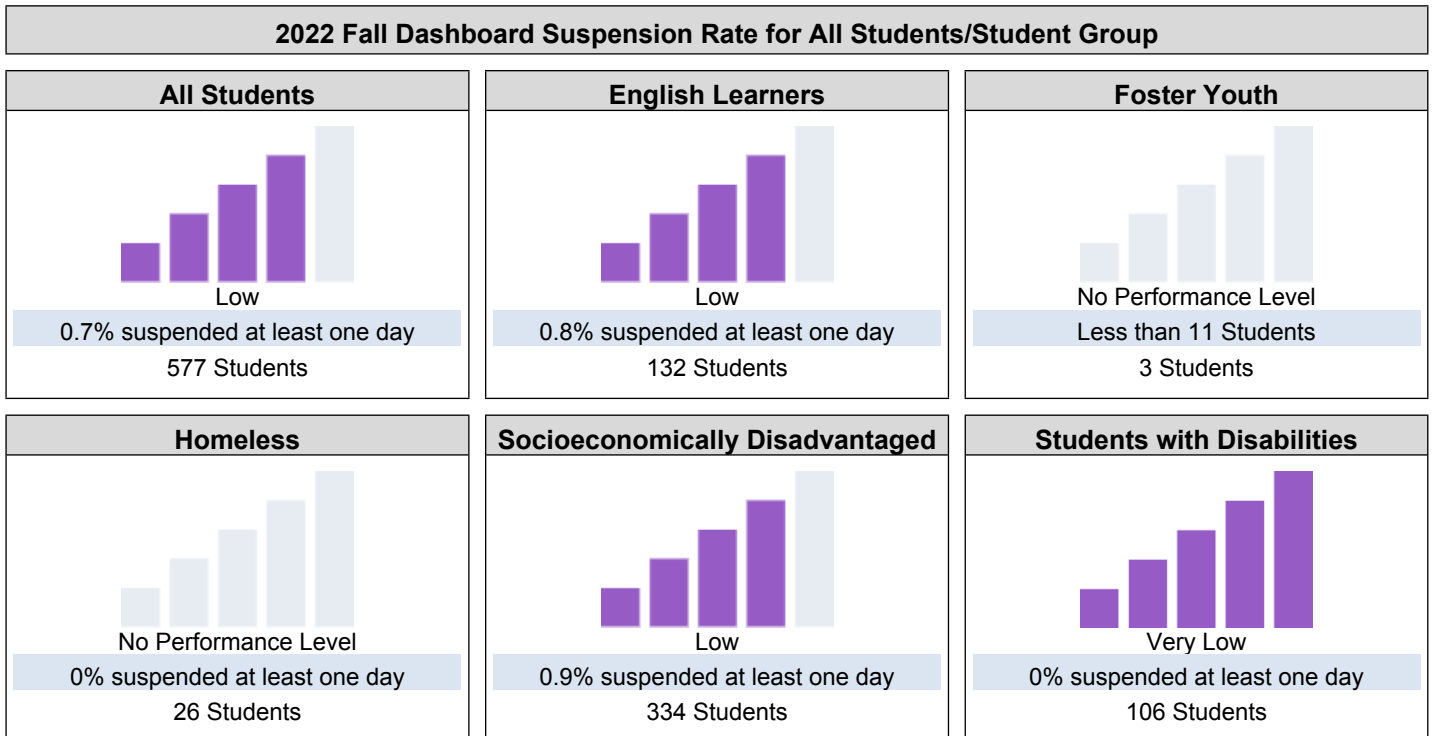 2022 Fall Dashboard Suspension Rate for All Students/Student Group
All Students
Low
0.7% suspended at least one day
577 Students
English Learners
Low
0.8% suspended at least one day
132 Students
Foster Youth
No Performance Level
Less than 11 Students
3 Students
Homeless
No Performance Level
0% suspended at least one day
26 Students
Socioeconomically Disadvantaged
Low
0.9% suspended at least one day
334 Students
Students with Disabilities
Very Low
0% suspended at least one day
106 Students